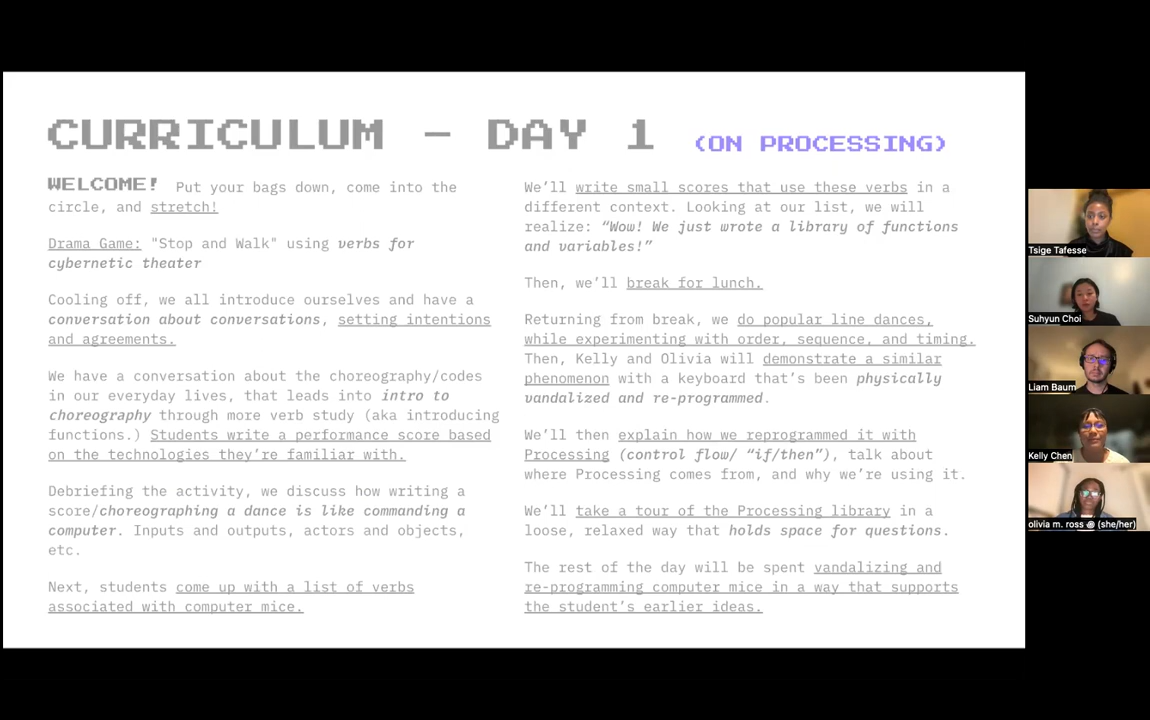 CURRICULUM - DAY 1 (ON PROCESSING)
WELCOME! Put your bags down, come into the
circle, and stretch!
Drama Game: "Stop and Walk" using verbs for
cybernetic theater
Cooling off, we all introduce ourselves and have a
conversation about conversations, setting intentions
and agreements.
We have a conversation about the choreography/codes
in our everyday lives, that leads into intro to
choreography through more verb study (aka introducing
functions.) Students write a performance score based
on the technologies they're familiar with.
Debriefing the activity, we discuss how writing a
score/choreographing a dance is like commanding a
computer. Inputs and outputs, actors and objects,
etc.
Next, students come up with a list of verbs
associated with computer mice.
We'll write small scores that use these verbs in a
different context. Looking at our list, we will
realize: “Wow! We just wrote a library of functions
and variables!”
Then, we'll break for lunch.
Returning from break, we do popular line dances,
while experimenting with order, sequence, and timing.
Then, Kelly and Olivia will demonstrate a similar
phenomenon with a keyboard that's been physically
vandalized and re-programmed.
We'll then explain how we reprogrammed it with
Processing (control flow/ “if/then”), talk about
where Processing comes from, and why we're using it.
We'll take a tour of the Processing library in a
loose, relaxed way that holds space for questions.
The rest of the day will be spent vandalizing and
re-programming computer mice in a way that supports
the student's earlier ideas.
Tsige Tafesse
Suhyun Choi
Liam Baum
Kelly Chen
olivia m. ross @ (she/her)